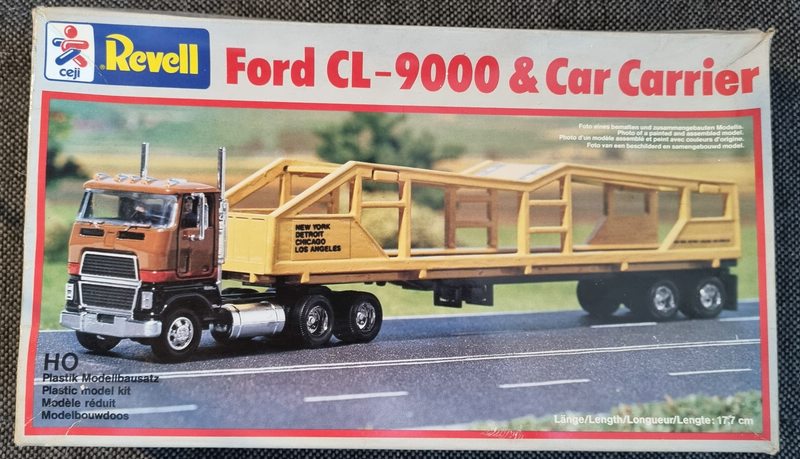 ceji
Revell
Ford CL-9000 & Car Carrier
Foto eines bemalten und zusammengebauten Modells.
Photo of a painted and assembled model.
Photo d'un modèle assemblé et peint avec couleurs d'origine.
Foto van een beschilderd en samengebouwd model.
NEW YORK
DETROIT
CHICAGO
LOS ANGELES
HO
Plastik Modellbausatz
Plastic model kit
Modèle réduit
Modelbouwdoos
Länge/Length/Longueur/Lengte: 17,7 cm